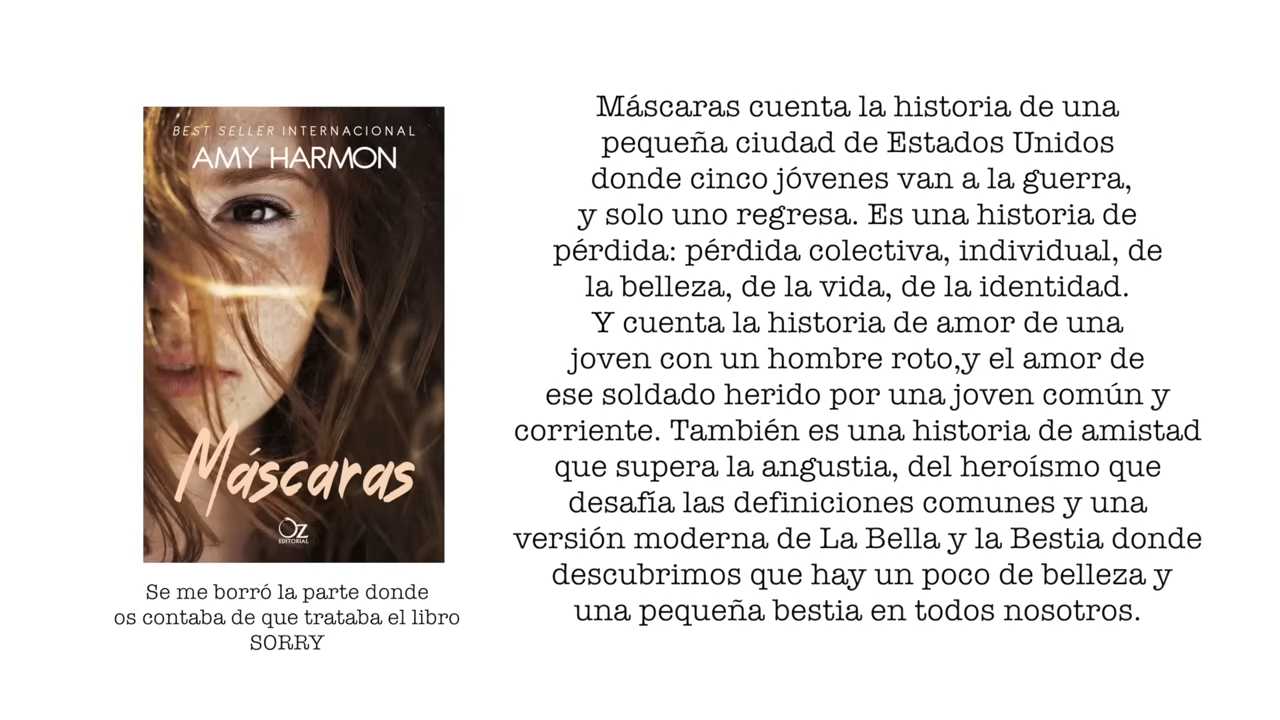 BEST SELLER INTERNACIONAL
AMY HARMON
Máscaras
Oz
EDITORIAL
Se me borró la parte donde
os contaba de que trataba el libro
SORRY
Máscaras cuenta la historia de una
pequeña ciudad de Estados Unidos
donde cinco jóvenes van a la guerra,
y solo uno regresa. Es una historia de
pérdida: pérdida colectiva, individual, de
la belleza, de la vida, de la identidad.
Y cuenta la historia de amor de una
joven con un hombre roto,y el amor de
ese soldado herido por una joven común y
corriente. También es una historia de amistad
que supera la angustia, del heroísmo que
desafía las definiciones comunes y una
versión moderna de La Bella y la Bestia donde
descubrimos que hay un poco de belleza y
una pequeña bestia en todos nosotros.